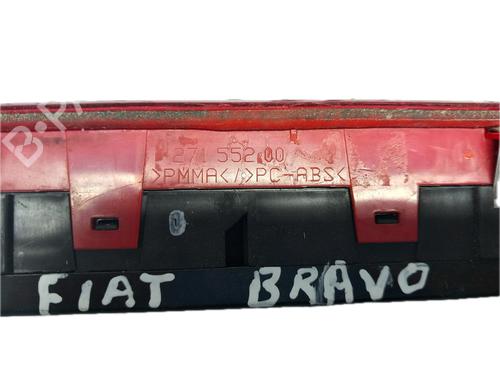 271 552 00
>PMMA</>PC-ABS<
FIAT BRAVO